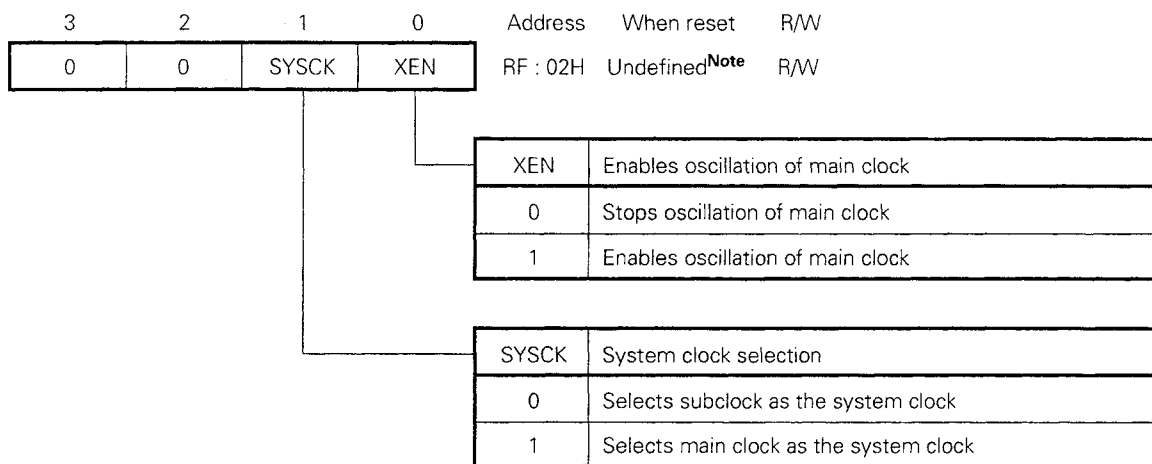 3 2 1 0 Address When reset R/W
0 0 SYSCK XEN RF : 02H Undefined Note R/W
XEN Enables oscillation of main clock
0 Stops oscillation of main clock
1 Enables oscillation of main clock
SYSCK System clock selection
0 Selects subclock as the system clock
1 Selects main clock as the system clock